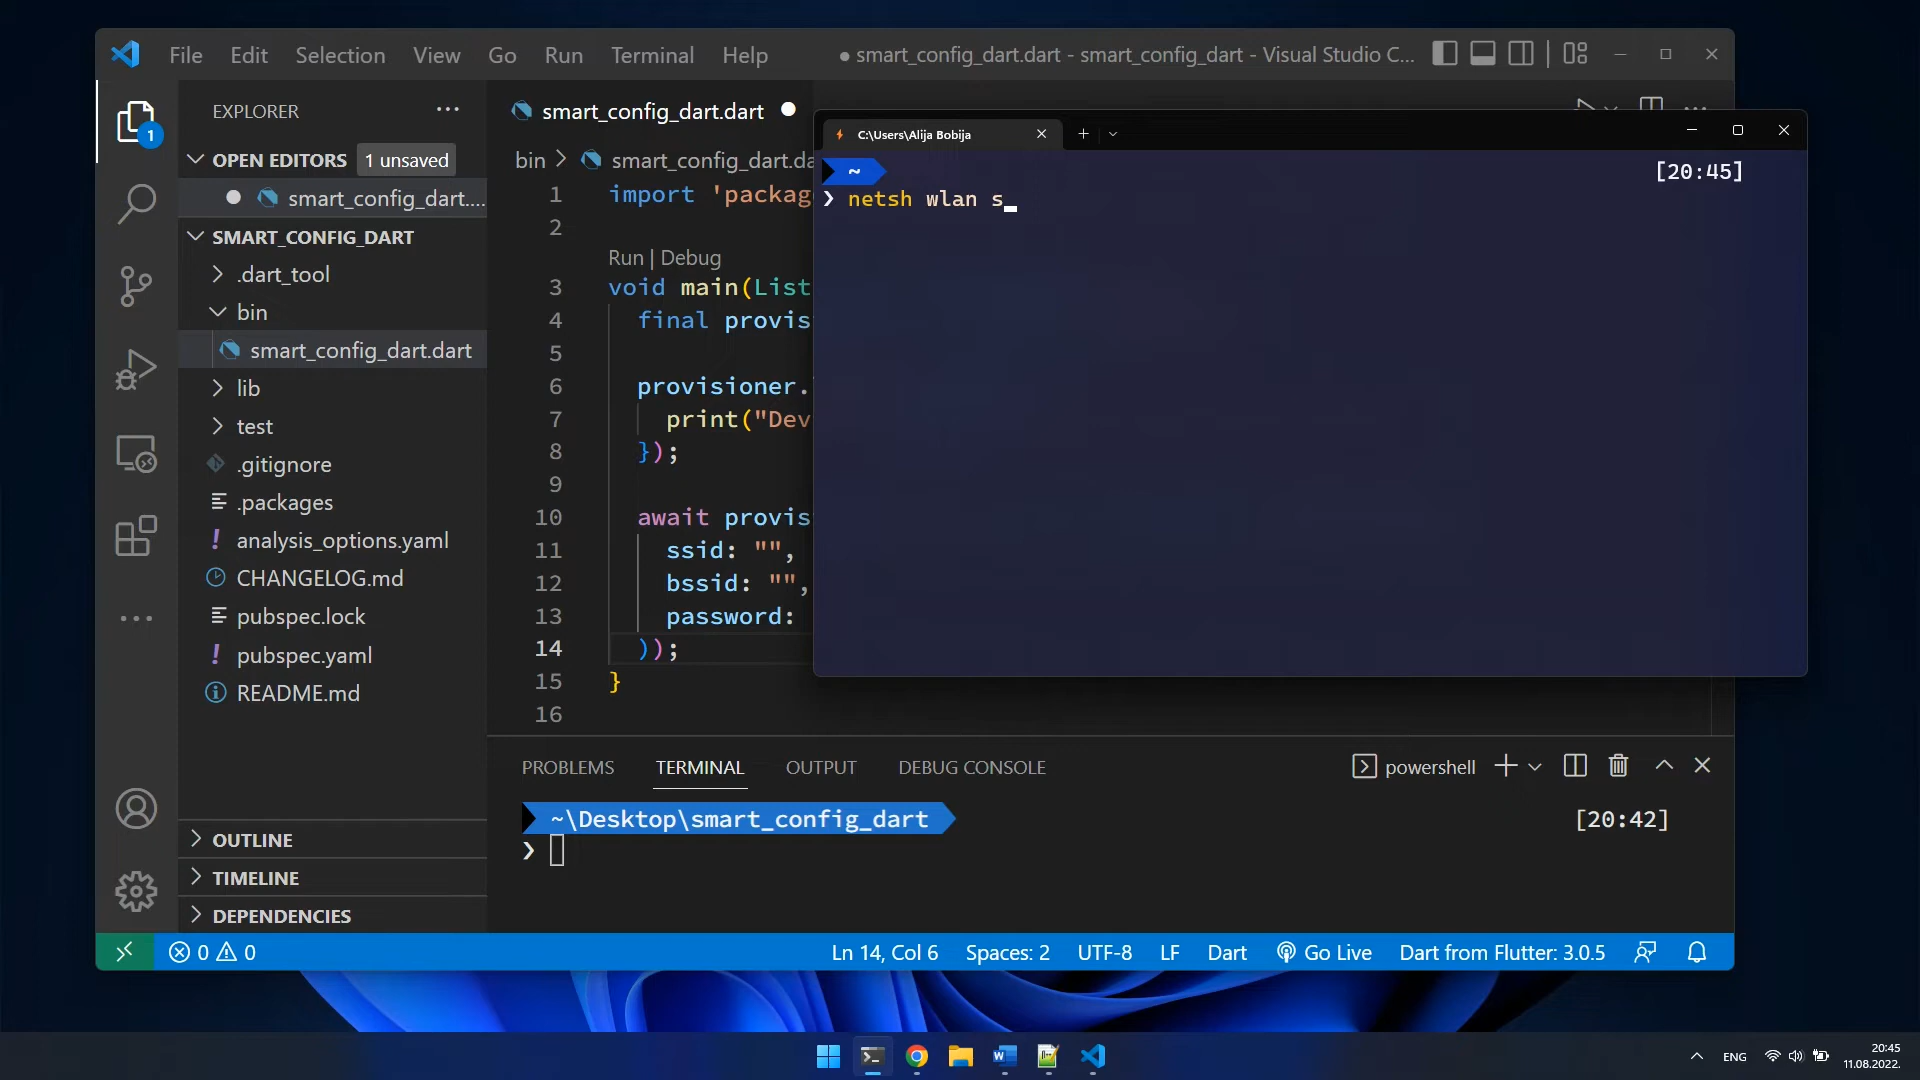 File Edit Selection View Go Run Terminal Help
● smart_config_dart.dart - smart_config_dart - Visual Studio C...
EXPLORER
OPEN EDITORS 1 unsaved
smart_config_dart....
SMART_CONFIG_DART
.dart_tool
bin
smart_config_dart.dart
lib
test
.gitignore
.packages
analysis_options.yaml
CHANGELOG.md
pubspec.lock
pubspec.yaml
README.md
OUTLINE
TIMELINE
DEPENDENCIES
1
smart_config_dart.dart
bin > smart_config_dart.da
1 import 'packag
2
Run | Debug
3 void main(List
4 final provis
5
6 provisioner.
7 print("Dev
8 });
9
10 await provis
11 ssid: "",
12 bssid: "",
13 password:
14 ));
15 }
16
C:\Users\Alija Bobija
~ [20:45]
❯ netsh wlan s
PROBLEMS TERMINAL OUTPUT DEBUG CONSOLE
powershell
~\Desktop\smart_config_dart [20:42]
❯
0 0
Ln 14, Col 6 Spaces: 2 UTF-8 LF Dart Go Live Dart from Flutter: 3.0.5
ENG
20:45
11.08.2022.